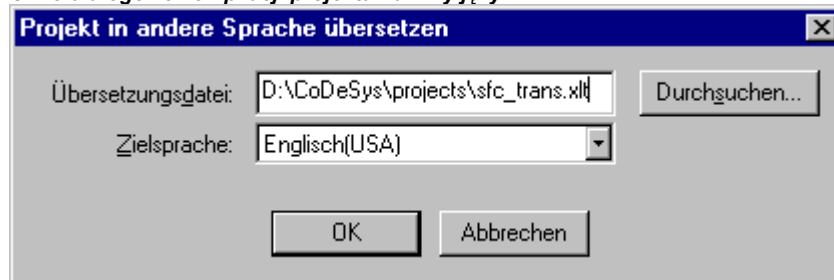 Projekt in andere Sprache übersetzen
Übersetzungsdatei: D:\CoDeSys\projects\sfc_trans.xlt Durchsuchen...
Zielsprache: Englisch(USA)
OK Abbrechen